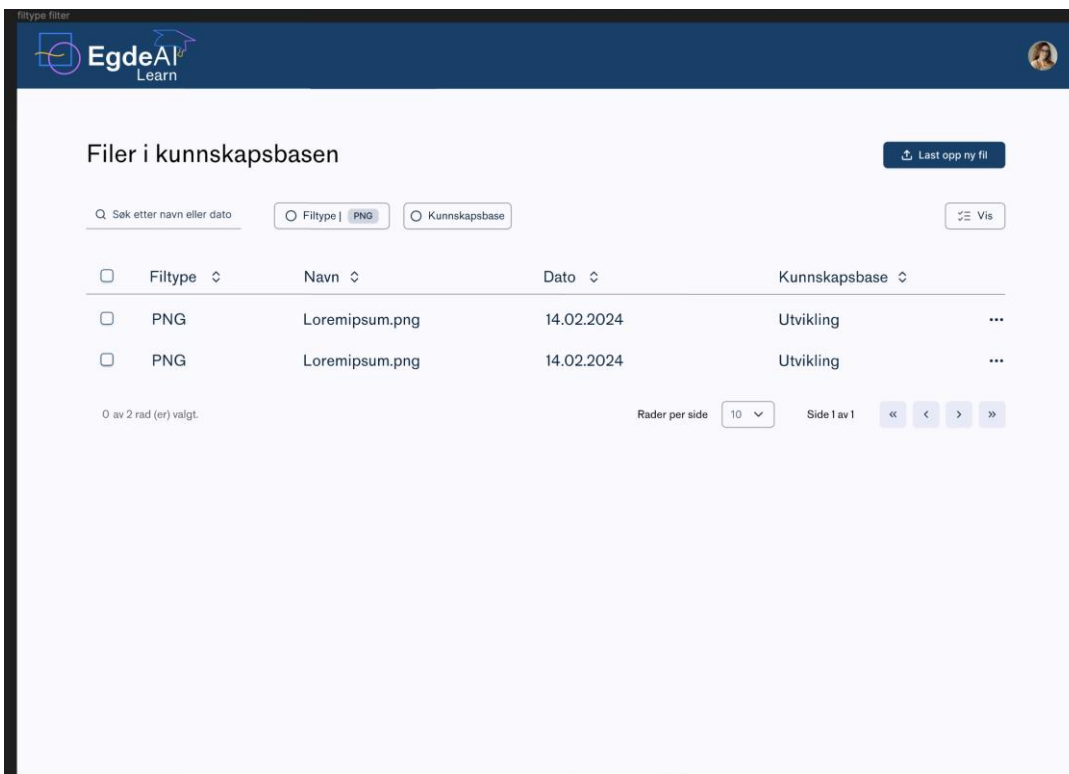 filtype filter
EgdeAI
Learn
Filer i kunnskapsbasen
Last opp ny fil
Søk etter navn eller dato
Filtype | PNG
Kunnskapsbase
Vis
Filtype Navn Dato Kunnskapsbase
PNG Loremipsum.png 14.02.2024 Utvikling
PNG Loremipsum.png 14.02.2024 Utvikling
0 av 2 rad (er) valgt. Rader per side 10 Side 1 av 1